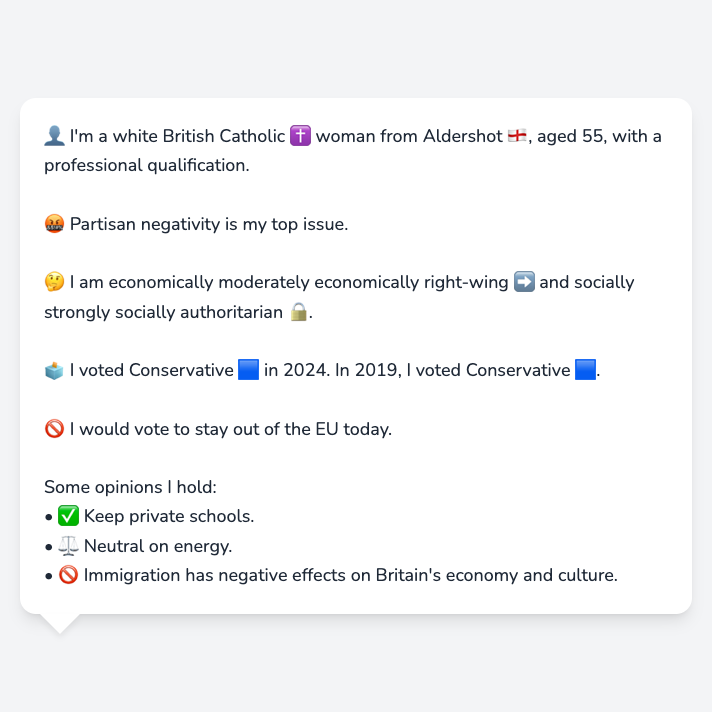 👤 I'm a white British Catholic ✝️ woman from Aldershot 🏴󠁧󠁢󠁥󠁮󠁧󠁿, aged 55, with a
professional qualification.
🤬 Partisan negativity is my top issue.
🤔 I am economically moderately economically right-wing ➡️ and socially
strongly socially authoritarian 🔒.
🗳️ I voted Conservative 🟦 in 2024. In 2019, I voted Conservative 🟦.
🚫 I would vote to stay out of the EU today.
Some opinions I hold:
• ✅ Keep private schools.
• ⚖️ Neutral on energy.
• 🚫 Immigration has negative effects on Britain's economy and culture.